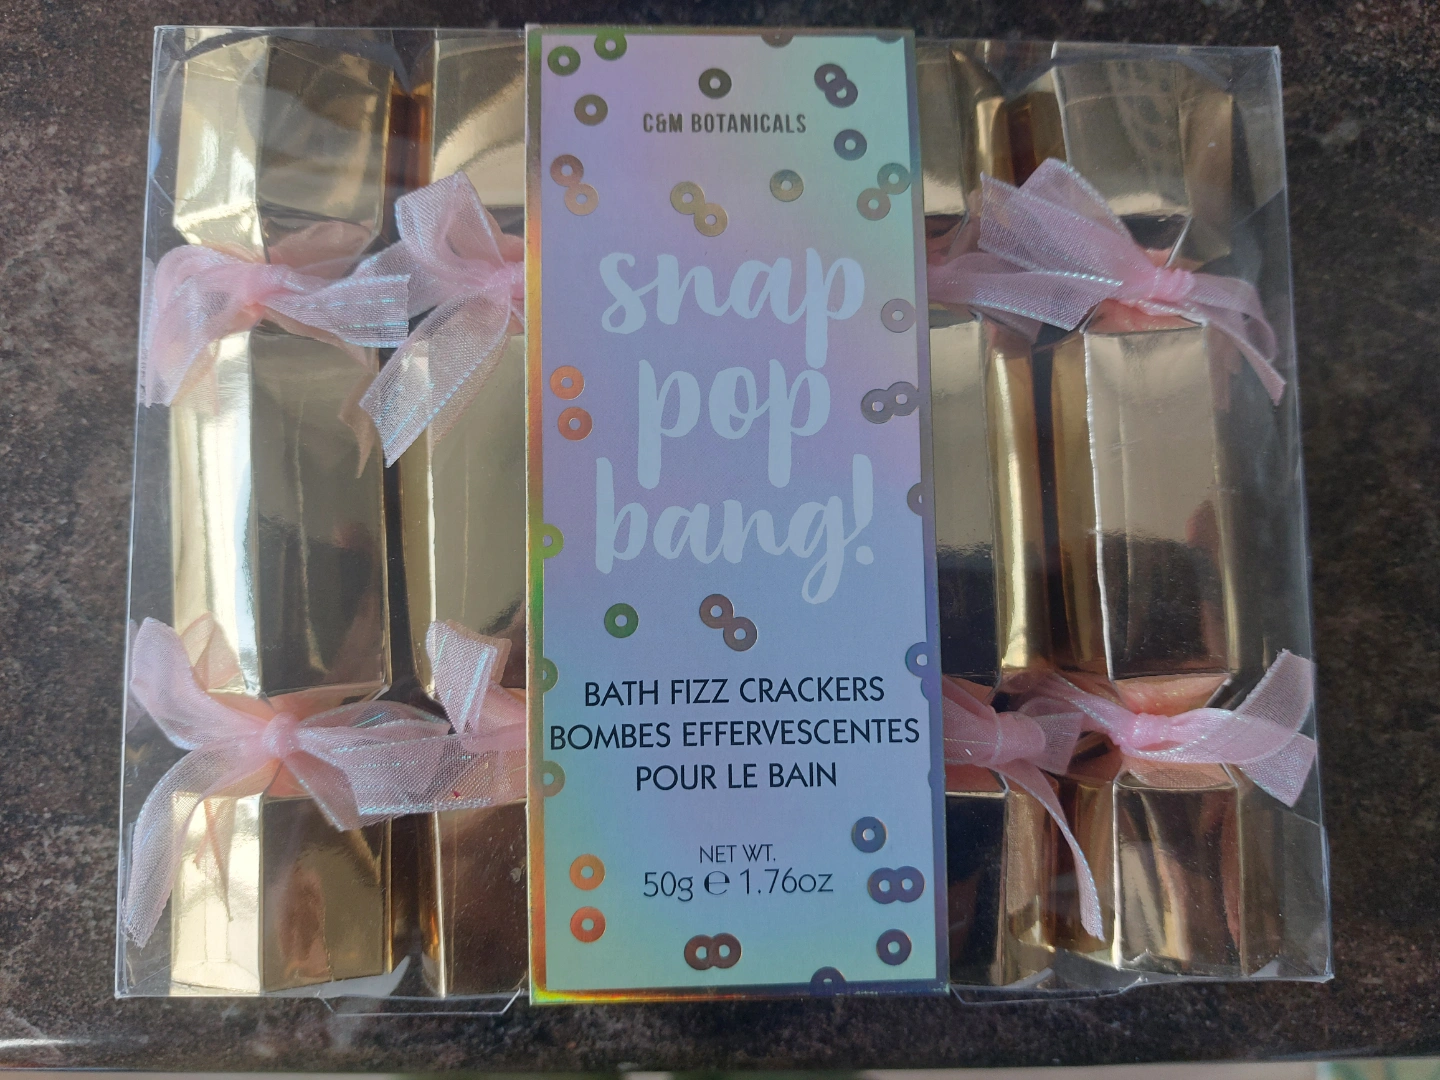 C&M BOTANICALS
snap
pop
bang!
BATH FIZZ CRACKERS
BOMBES EFFERVESCENTES
POUR LE BAIN
NET WT.
50g ℮ 1.76oz